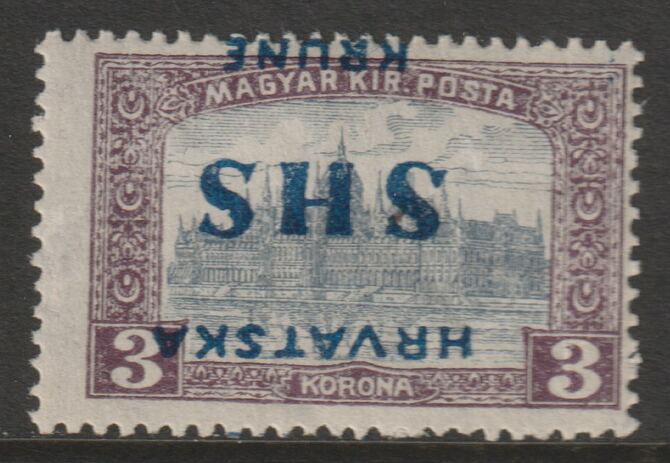 KRUNE
MAGYAR KIR. POSTA
SHS
HRVATSKA
3 KORONA 3